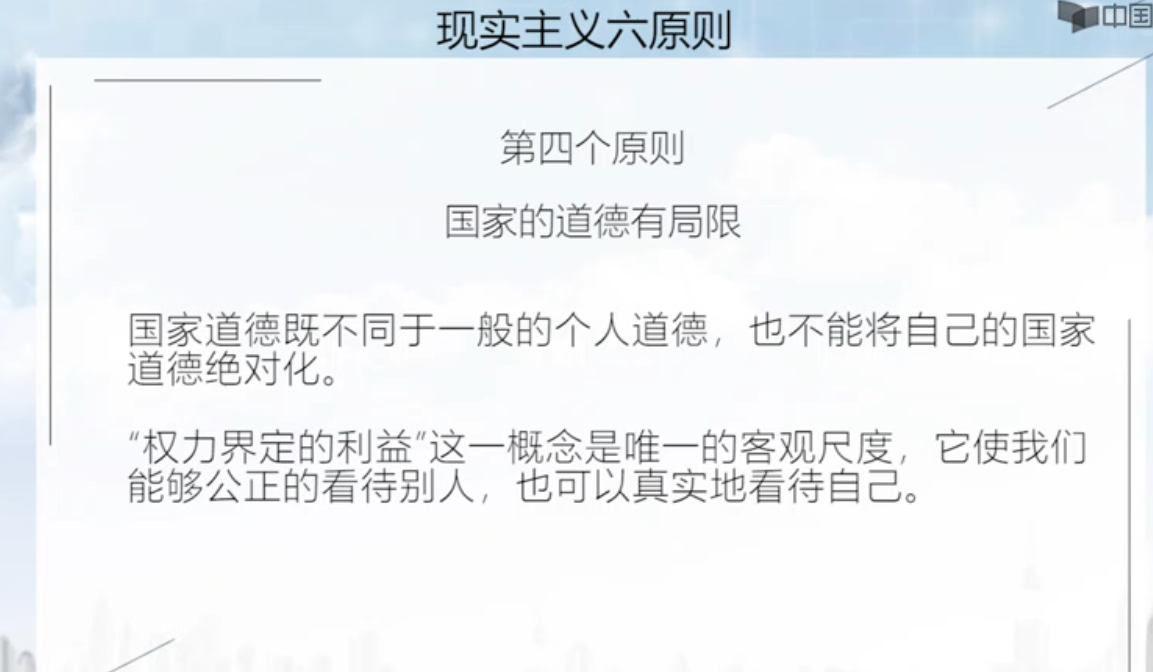 现实主义六原则
中国
第四个原则
国家的道德有局限
国家道德既不同于一般的个人道德，也不能将自己的国家
道德绝对化。
“权力界定的利益”这一概念是唯一的客观尺度，它使我们
能够公正的看待别人，也可以真实地看待自己。